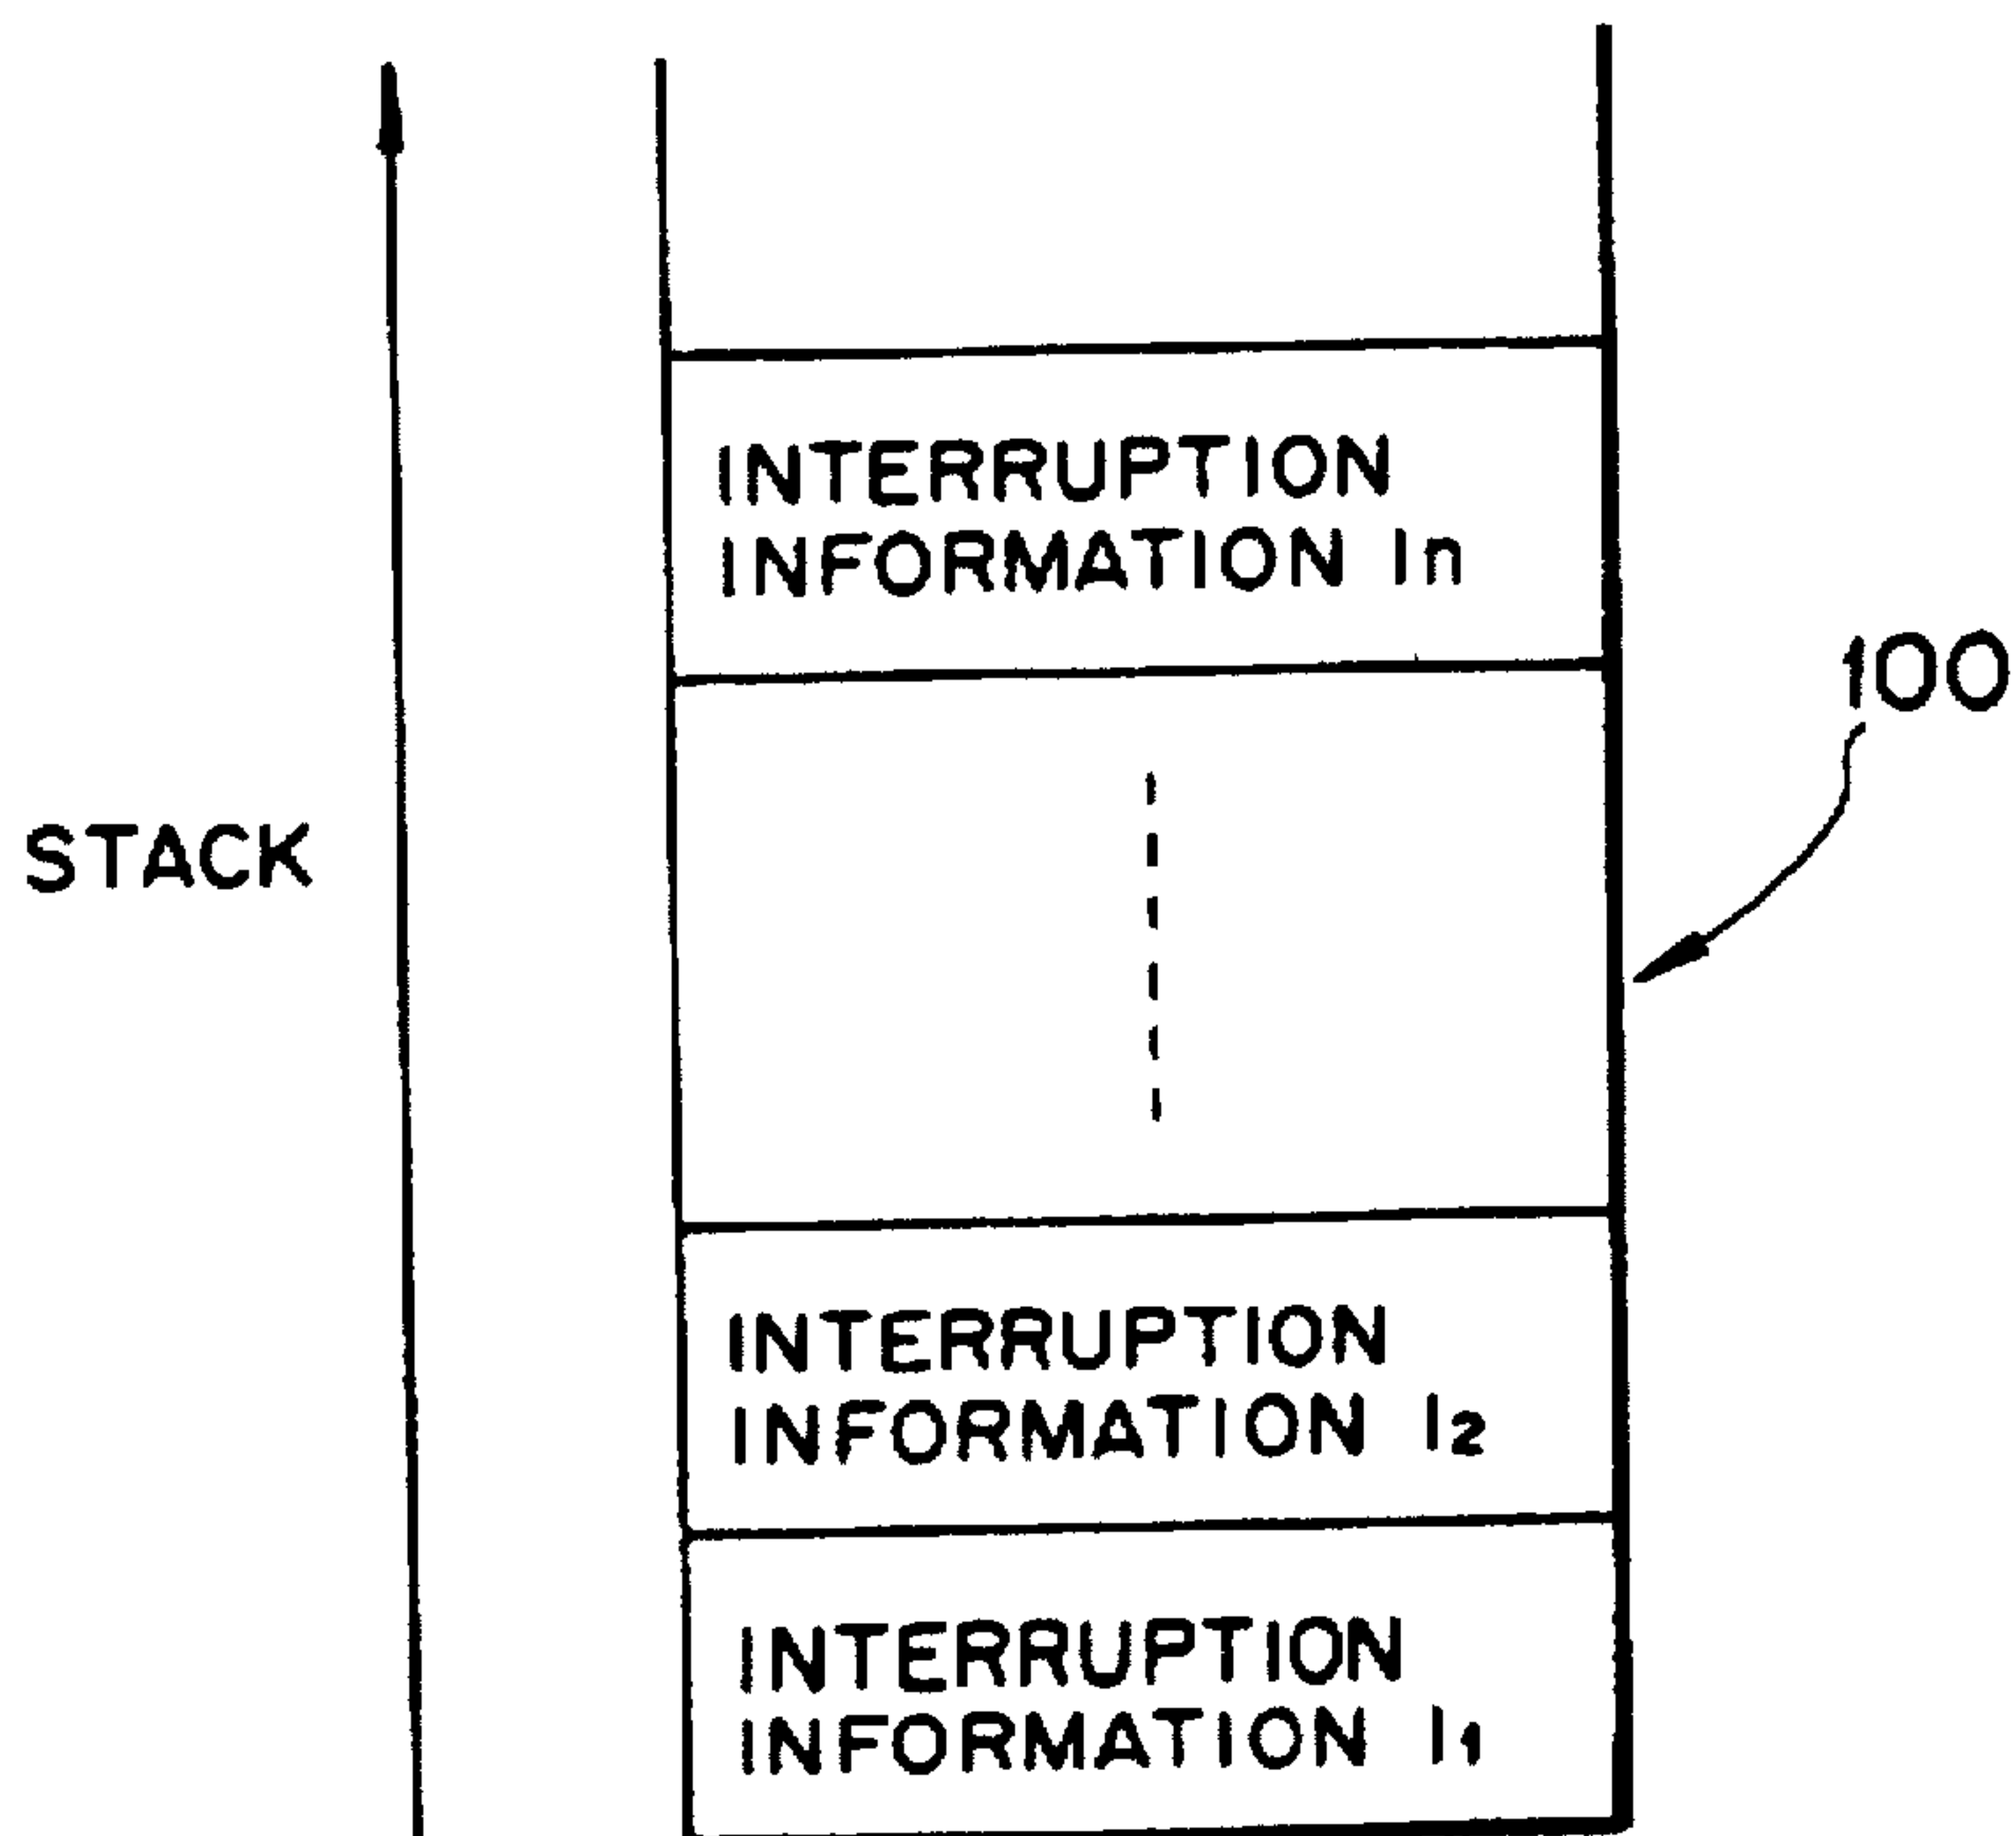 INTERRUPTION
INFORMATION In
100
STACK
INTERRUPTION
INFORMATION I2
INTERRUPTION
INFORMATION I1